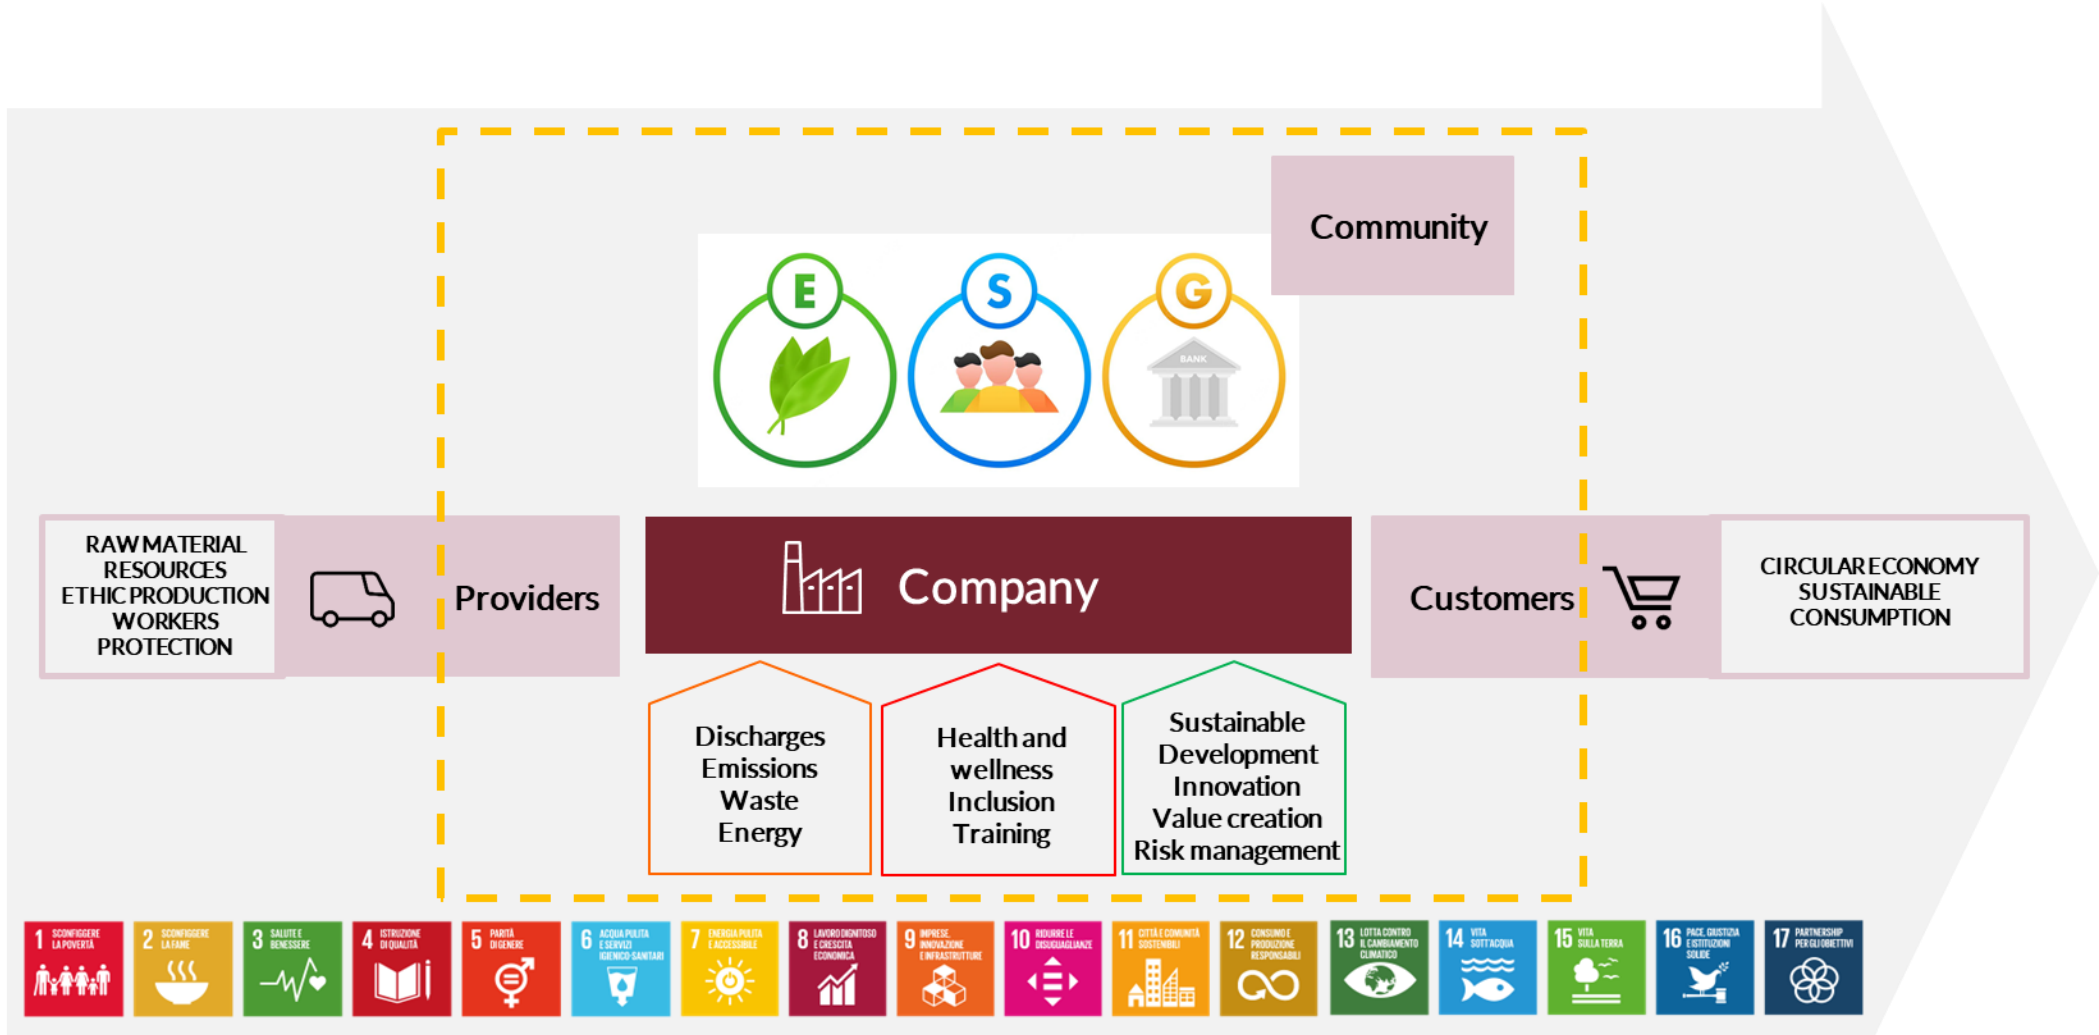 Community
E
S
G
BANK
RAW MATERIAL
RESOURCES
ETHIC PRODUCTION
WORKERS
PROTECTION
Providers
Company
Customers
CIRCULAR ECONOMY
SUSTAINABLE
CONSUMPTION
Discharges
Emissions
Waste
Energy
Health and
wellness
Inclusion
Training
Sustainable
Development
Innovation
Value creation
Risk management
1 SCONFIGGERE
LA POVERTÀ
2 SCONFIGGERE
LA FAME
3 SALUTE E
BENESSERE
4 ISTRUZIONE
DI QUALITÀ
5 PARITÀ
DI GENERE
6 ACQUA PULITA
E SERVIZI
IGIENICO-SANITARI
7 ENERGIA PULITA
E ACCESSIBILE
8 LAVORO DIGNITOSO
E CRESCITA
ECONOMICA
9 IMPRESE,
INNOVAZIONE
E INFRASTRUTTURE
10 RIDURRE LE
DISUGUAGLIANZE
11 CITTÀ E COMUNITÀ
SOSTENIBILI
12 CONSUMO E
PRODUZIONE
RESPONSABILI
13 LOTTA CONTRO
IL CAMBIAMENTO
CLIMATICO
14 VITA
SOTT'ACQUA
15 VITA
SULLA TERRA
16 PACE, GIUSTIZIA
E ISTITUZIONI
SOLIDE
17 PARTNERSHIP
PER GLI OBIETTIVI